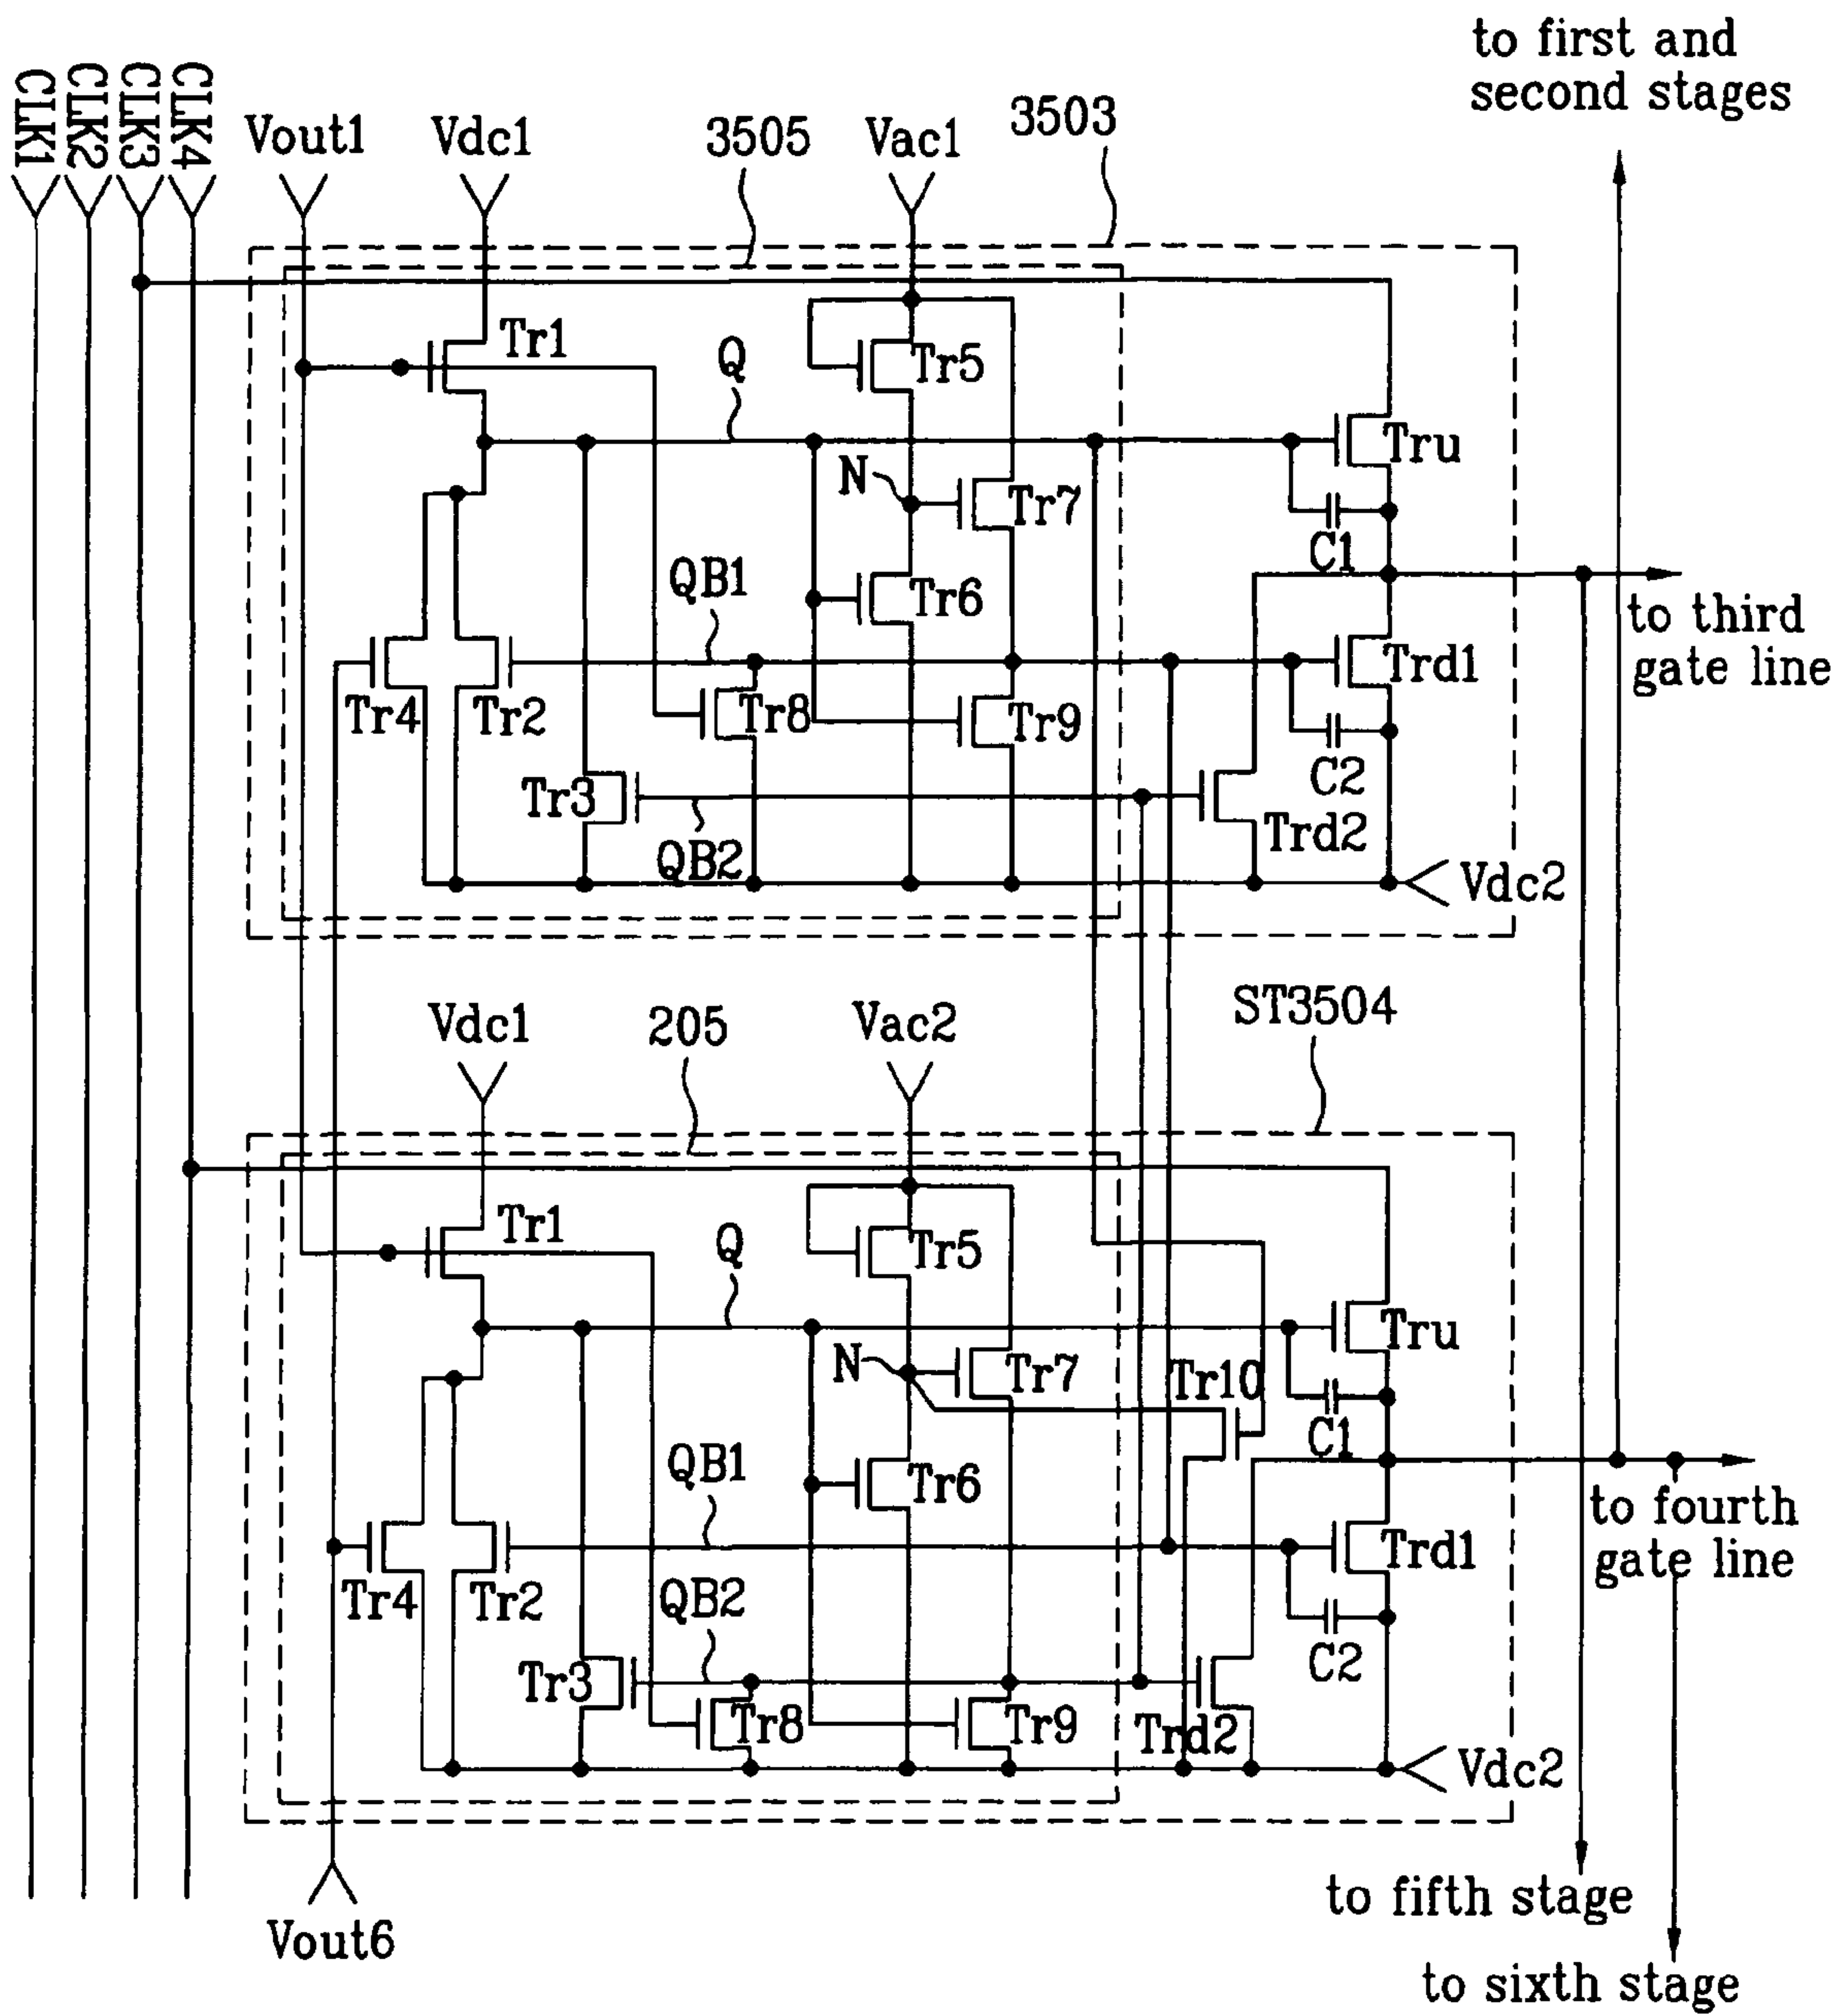 to first and
second stages
CLK1
CLK2
CLK3
CLK4
Vout1
Vdc1
3505
Vac1
3503
Tr1
Q
Tr5
Tru
N
Tr7
C1
QB1
Tr6
to third
gate line
Trd1
Tr4
Tr2
Tr8
Tr9
C2
Tr3
QB2
Trd2
Vdc2
Vdc1
205
Vac2
ST3504
Tr1
Q
Tr5
Tru
N
Tr7
Tr10
C1
QB1
Tr6
to fourth
gate line
Trd1
Tr4
Tr2
QB2
C2
Tr3
Tr8
Tr9
Trd2
Vdc2
to fifth stage
Vout6
to sixth stage